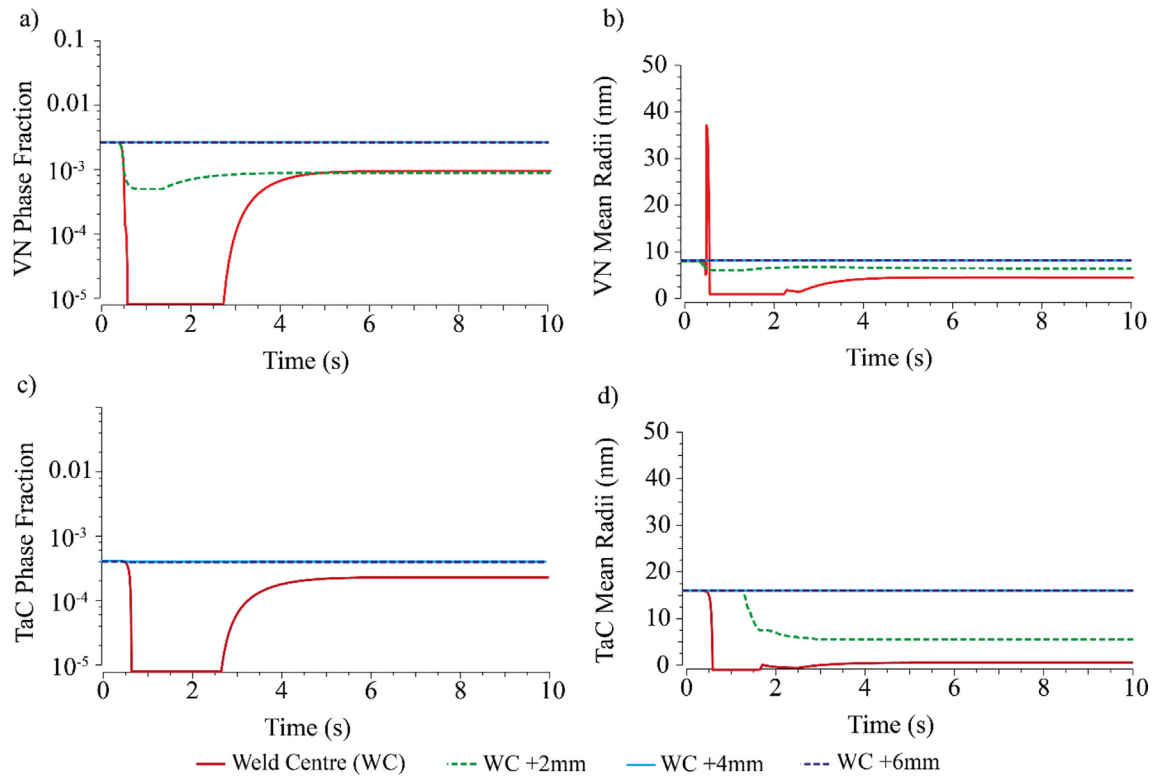 a)
0.1
0.01
10-3
10-4
10-5
VN Phase Fraction
0 2 4 6 8 10
Time (s)
b)
50
40
30
20
10
0
VN Mean Radii (nm)
0 2 4 6 8 10
Time (s)
c)
0.01
10-3
10-4
10-5
TaC Phase Fraction
0 2 4 6 8 10
Time (s)
d)
50
40
30
20
10
0
TaC Mean Radii (nm)
0 2 4 6 8 10
Time (s)
Weld Centre (WC) WC +2mm WC +4mm WC +6mm